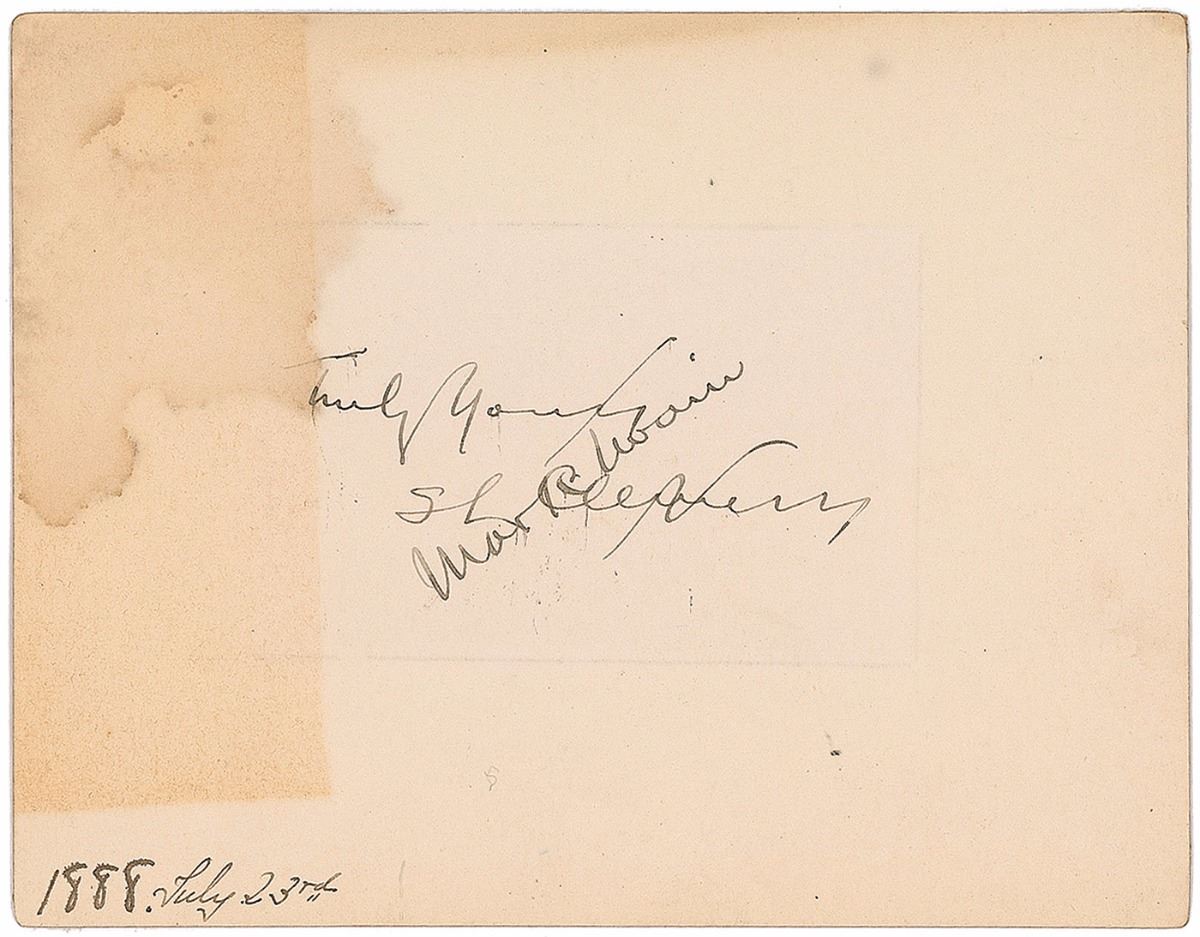 Truly Yours
S L Clemens
Mark Twain
1888. July 23rd